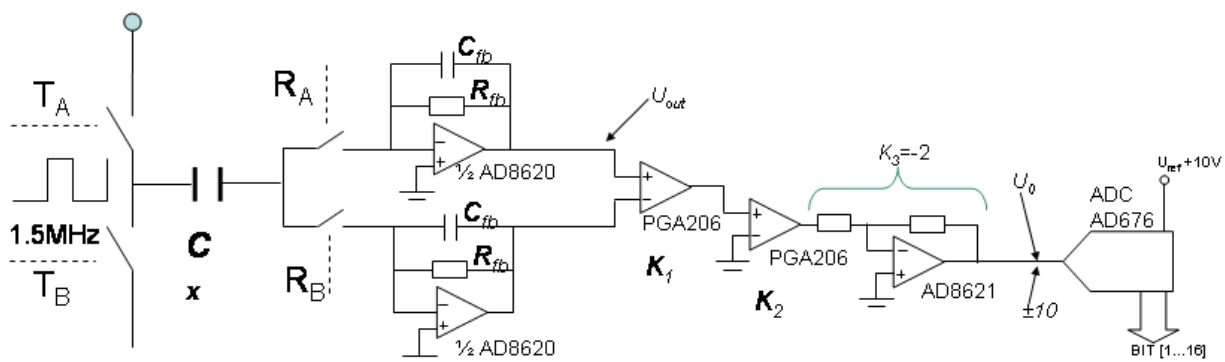 T_A
1.5MHz
T_B
C
x
R_A
R_B
C_fb
R_fb
½ AD8620
C_fb
R_fb
½ AD8620
U_out
PGA206
K_1
PGA206
K_2
K_3=-2
AD8621
U_0
±10
ADC
AD676
U_ref +10V
BIT [1...16]